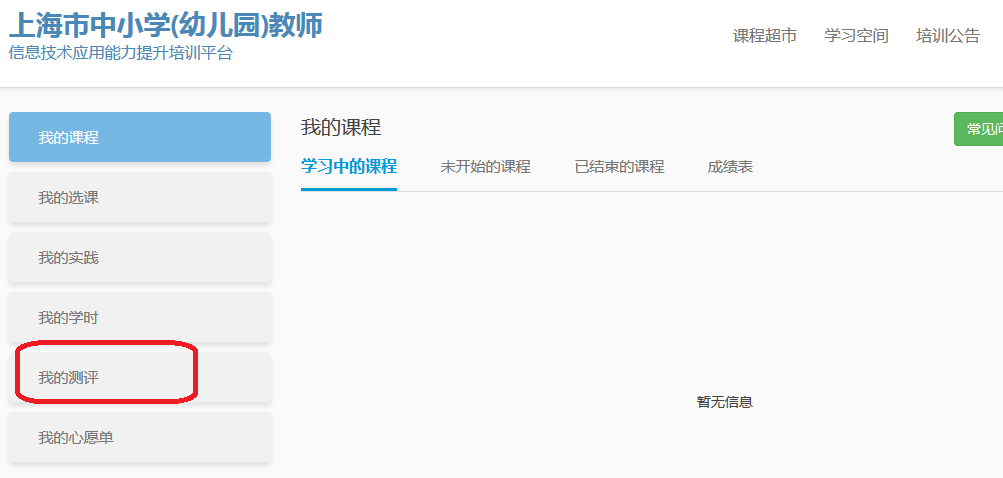 上海市中小学(幼儿园)教师
信息技术应用能力提升培训平台
课程超市 学习空间 培训公告
我的课程
我的选课
我的实践
我的学时
我的测评
我的心愿单
我的课程
常见问
学习中的课程 未开始的课程 已结束的课程 成绩表
暂无信息